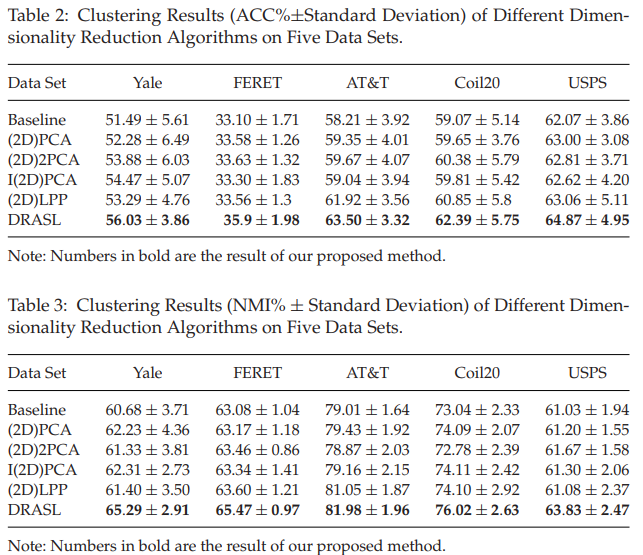 Table 2: Clustering Results (ACC%±Standard Deviation) of Different Dimen-
sionality Reduction Algorithms on Five Data Sets.
Data Set Yale FERET AT&T Coil20 USPS
Baseline 51.49 ± 5.61 33.10 ± 1.71 58.21 ± 3.92 59.07 ± 5.14 62.07 ± 3.86
(2D)PCA 52.28 ± 6.49 33.58 ± 1.26 59.35 ± 4.01 59.65 ± 3.76 63.00 ± 3.08
(2D)2PCA 53.88 ± 6.03 33.63 ± 1.32 59.67 ± 4.07 60.38 ± 5.79 62.81 ± 3.71
I(2D)PCA 54.47 ± 5.07 33.30 ± 1.83 59.04 ± 3.94 59.81 ± 5.42 62.62 ± 4.20
(2D)LPP 53.29 ± 4.76 33.56 ± 1.3 61.92 ± 3.56 60.85 ± 5.8 63.06 ± 5.11
DRASL 56.03 ± 3.86 35.9 ± 1.98 63.50 ± 3.32 62.39 ± 5.75 64.87 ± 4.95
Note: Numbers in bold are the result of our proposed method.
Table 3: Clustering Results (NMI% ± Standard Deviation) of Different Dimen-
sionality Reduction Algorithms on Five Data Sets.
Data Set Yale FERET AT&T Coil20 USPS
Baseline 60.68 ± 3.71 63.08 ± 1.04 79.01 ± 1.64 73.04 ± 2.33 61.03 ± 1.94
(2D)PCA 62.23 ± 4.36 63.17 ± 1.18 79.43 ± 1.92 74.09 ± 2.07 61.20 ± 1.55
(2D)2PCA 61.33 ± 3.81 63.46 ± 0.86 78.87 ± 2.03 72.78 ± 2.39 61.67 ± 1.58
I(2D)PCA 62.31 ± 2.73 63.34 ± 1.41 79.16 ± 2.15 74.11 ± 2.42 61.30 ± 2.06
(2D)LPP 61.40 ± 3.50 63.60 ± 1.21 81.05 ± 1.87 74.10 ± 2.92 61.08 ± 2.37
DRASL 65.29 ± 2.91 65.47 ± 0.97 81.98 ± 1.96 76.02 ± 2.63 63.83 ± 2.47
Note: Numbers in bold are the result of our proposed method.